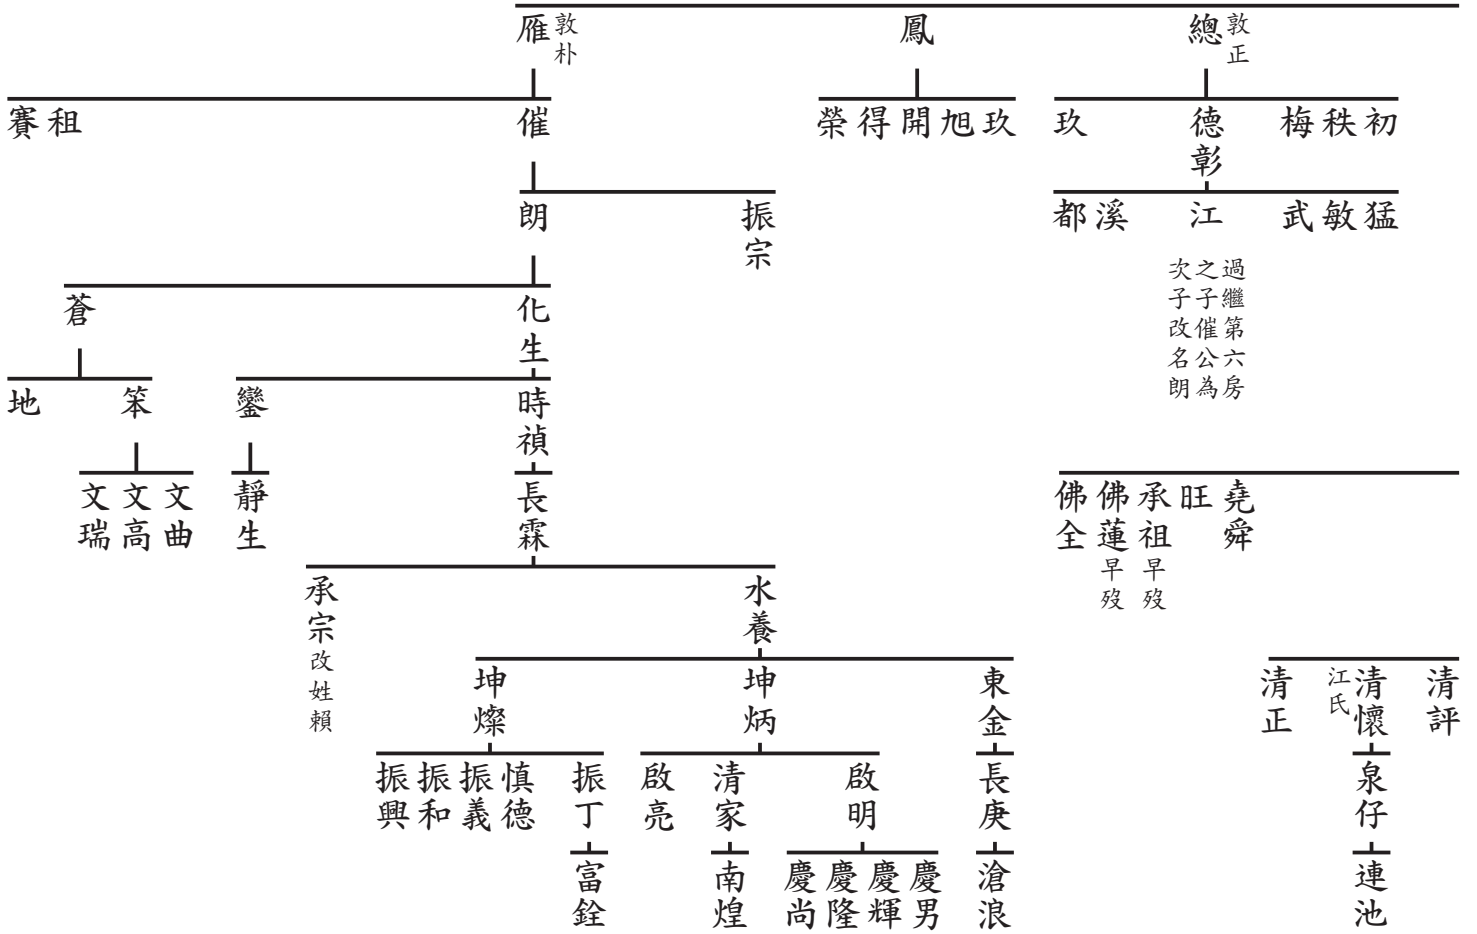 總
敦正
鳳
雁
敦朴
初
秩
梅
德彰
玖
玖
旭
開
得
榮
催
租
賽
猛
敏
武
江
溪
都
過繼第六房
之子催公為
次子改名朗
振宗
朗
化生
蒼
時禎
鑾
笨
地
堯舜
旺
承祖
早歿
佛蓮
早歿
佛全
長霖
靜生
文曲
文高
文瑞
水養
承宗
改姓賴
清評
清懷
江氏
清正
東金
坤炳
坤燦
泉仔
長庚
啟明
清家
啟亮
振丁
慎德
振義
振和
振興
連池
滄浪
慶男
慶輝
慶隆
慶尚
南煌
富銓